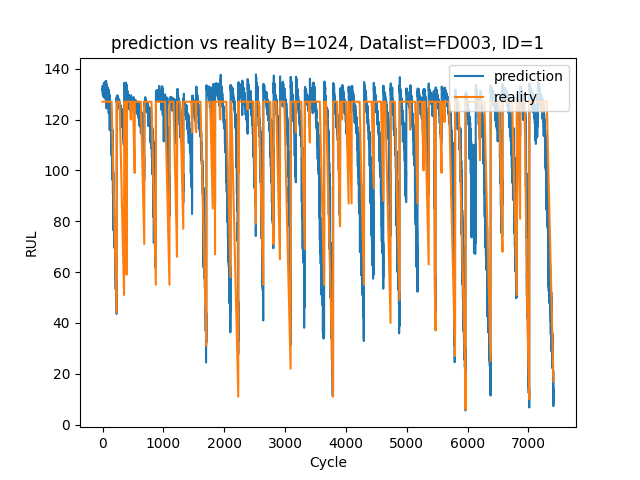 prediction vs reality B=1024, Datalist=FD003, ID=1
prediction
reality
140
120
100
80
60
40
20
0
RUL
0 1000 2000 3000 4000 5000 6000 7000
Cycle